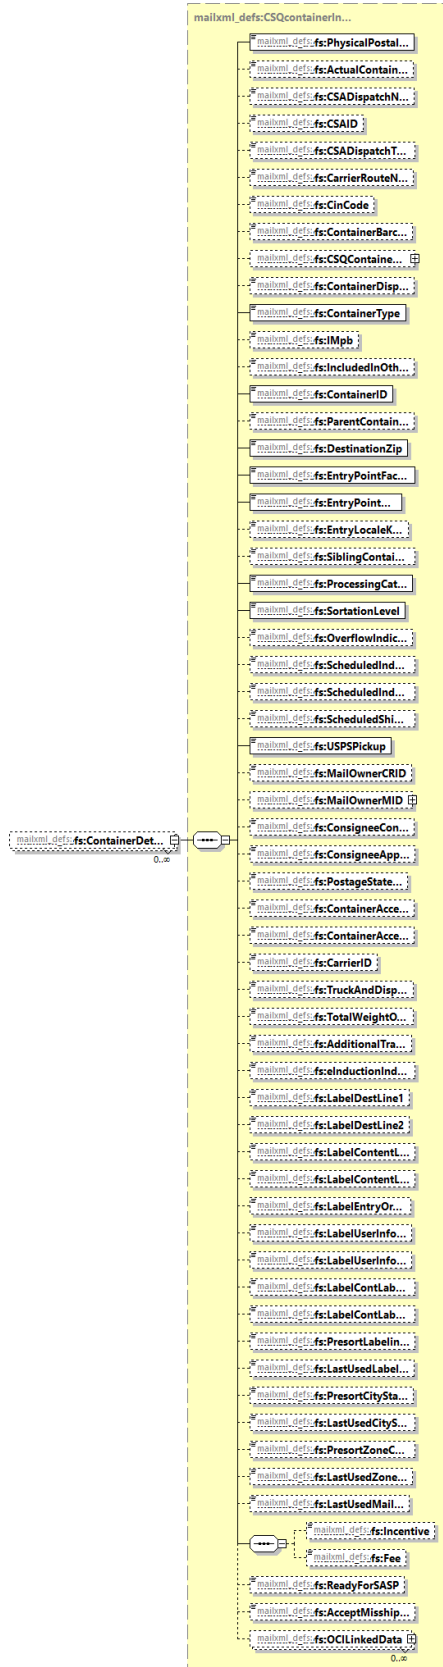 mailxml_defs:CSQcontainerIn...
mailxml_defs:fs:PhysicalPostal...
mailxml_defs:fs:ActualContain...
mailxml_defs:fs:CSADispatchN...
mailxml_defs:fs:CSAID
mailxml_defs:fs:CSADispatchT...
mailxml_defs:fs:CarrierRouteN...
mailxml_defs:fs:CinCode
mailxml_defs:fs:ContainerBarc...
mailxml_defs:fs:CSQContaine...
mailxml_defs:fs:ContainerDisp...
mailxml_defs:fs:ContainerType
mailxml_defs:fs:IMpb
mailxml_defs:fs:IncludedInOth...
mailxml_defs:fs:ContainerID
mailxml_defs:fs:ParentContain...
mailxml_defs:fs:DestinationZip
mailxml_defs:fs:EntryPointFac...
mailxml_defs:fs:EntryPoint...
mailxml_defs:fs:EntryLocaleK...
mailxml_defs:fs:SiblingContai...
mailxml_defs:fs:ProcessingCat...
mailxml_defs:fs:SortationLevel
mailxml_defs:fs:OverflowIndic...
mailxml_defs:fs:ScheduledInd...
mailxml_defs:fs:ScheduledInd...
mailxml_defs:fs:ScheduledShi...
mailxml_defs:fs:USPSPickup
mailxml_defs:fs:MailOwnerCRID
mailxml_defs:fs:MailOwnerMID
mailxml_defs:fs:ConsigneeCon...
mailxml_defs:fs:ContainerDet...
0..∞
mailxml_defs:fs:ConsigneeApp...
mailxml_defs:fs:PostageState...
mailxml_defs:fs:ContainerAcce...
mailxml_defs:fs:ContainerAcce...
mailxml_defs:fs:CarrierID
mailxml_defs:fs:TruckAndDisp...
mailxml_defs:fs:TotalWeightO...
mailxml_defs:fs:AdditionalTra...
mailxml_defs:fs:eInductionInd...
mailxml_defs:fs:LabelDestLine1
mailxml_defs:fs:LabelDestLine2
mailxml_defs:fs:LabelContentL...
mailxml_defs:fs:LabelContentL...
mailxml_defs:fs:LabelEntryOr...
mailxml_defs:fs:LabelUserInfo...
mailxml_defs:fs:LabelUserInfo...
mailxml_defs:fs:LabelContLab...
mailxml_defs:fs:LabelContLab...
mailxml_defs:fs:PresortLabelin...
mailxml_defs:fs:LastUsedLabel...
mailxml_defs:fs:PresortCitySta...
mailxml_defs:fs:LastUsedCityS...
mailxml_defs:fs:PresortZoneC...
mailxml_defs:fs:LastUsedZone...
mailxml_defs:fs:LastUsedMail...
mailxml_defs:fs:Incentive
mailxml_defs:fs:Fee
mailxml_defs:fs:ReadyForSASP
mailxml_defs:fs:AcceptMisship...
mailxml_defs:fs:OCILinkedData
0..∞